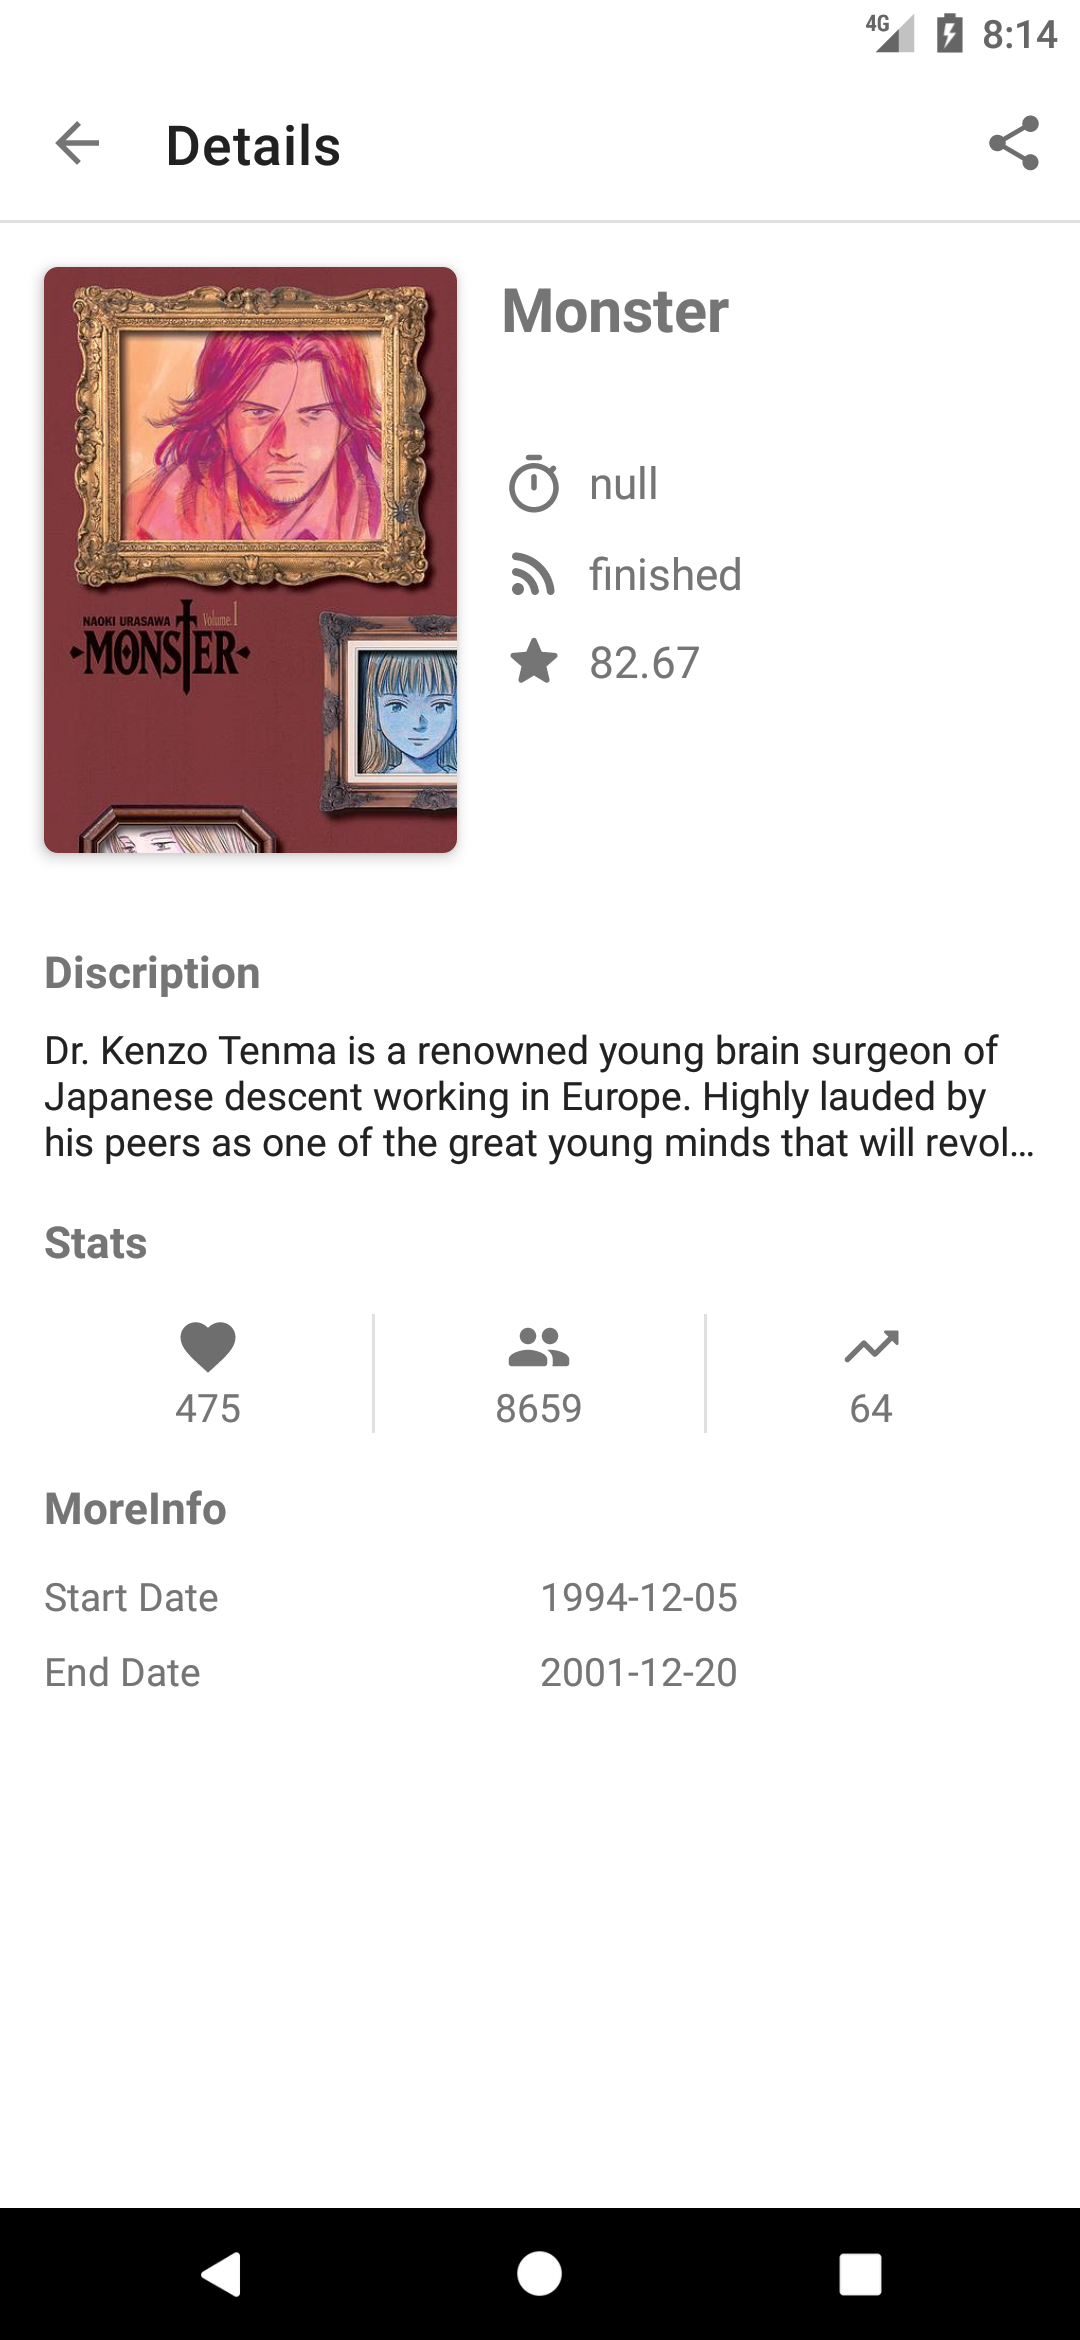 4G 8:14
Details
Monster
null
finished
82.67
NAOKI URASAWA Volume 1
MONSTER
Discription
Dr. Kenzo Tenma is a renowned young brain surgeon of
Japanese descent working in Europe. Highly lauded by
his peers as one of the great young minds that will revol...
Stats
475 8659 64
MoreInfo
Start Date 1994-12-05
End Date 2001-12-20